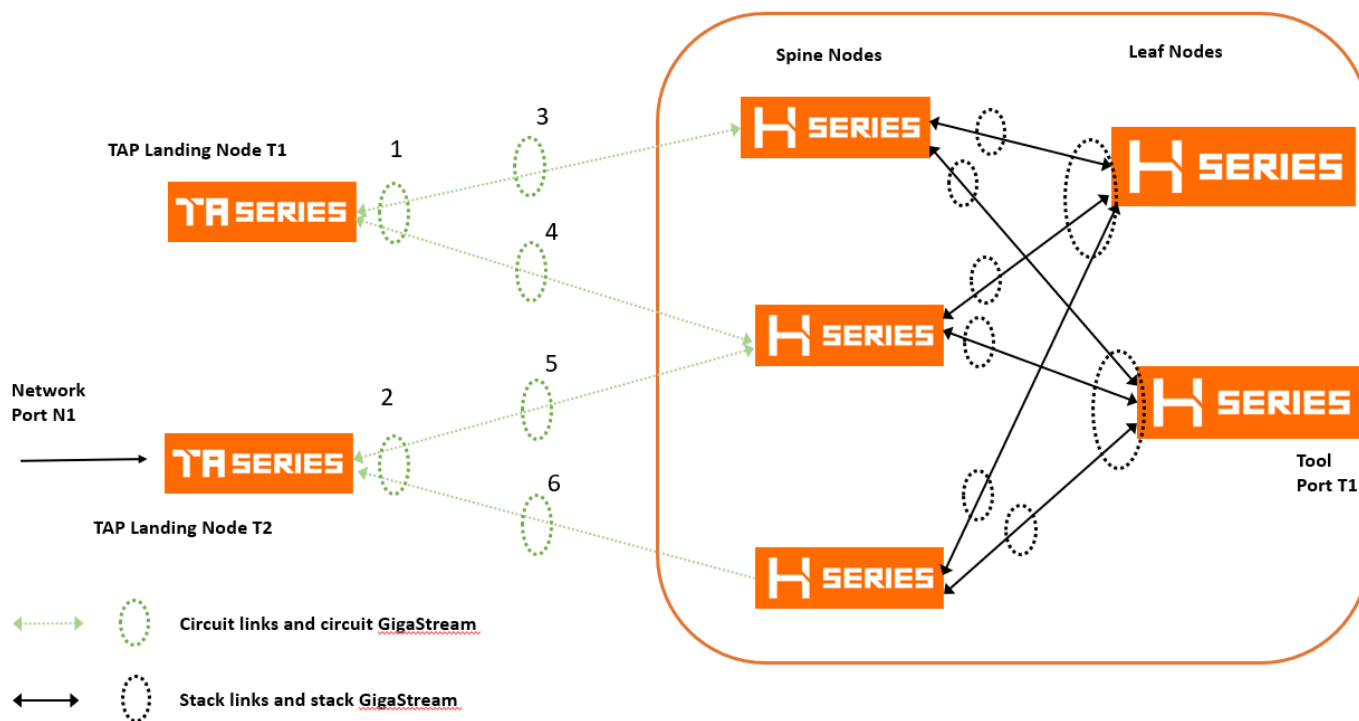 Spine Nodes
Leaf Nodes
3
H SERIES
TAP Landing Node T1
1
H SERIES
TA SERIES
4
H SERIES
5
Network
Port N1
2
H SERIES
TA SERIES
6
Tool
Port T1
TAP Landing Node T2
H SERIES
Circuit links and circuit GigaStream
Stack links and stack GigaStream